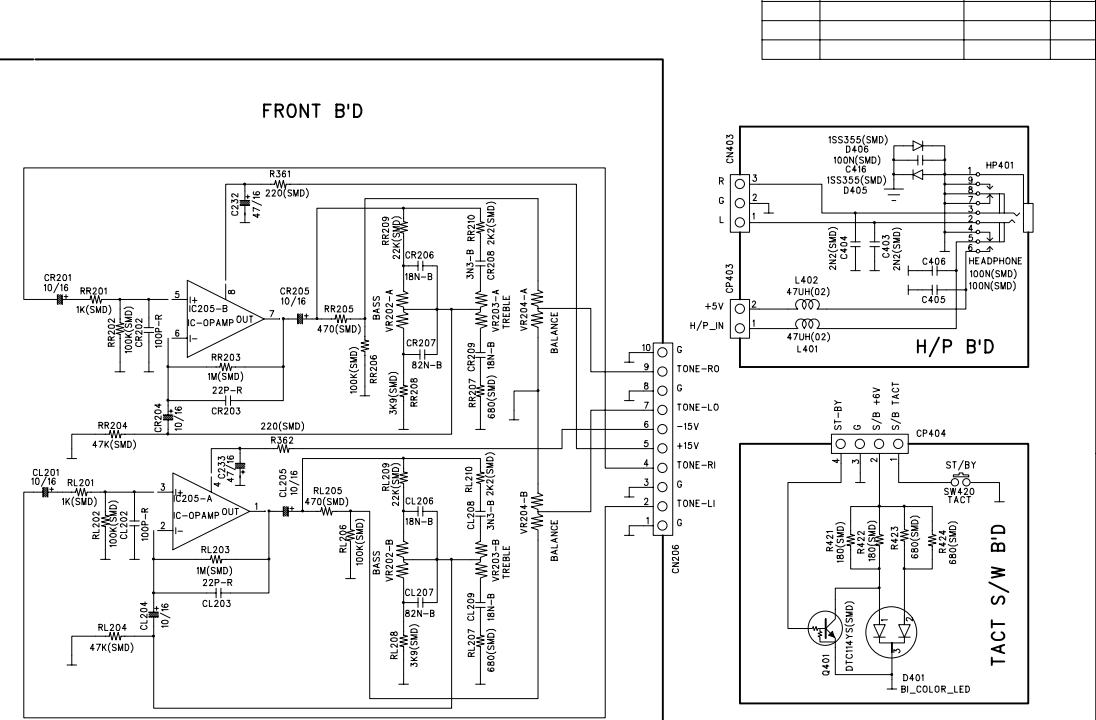 FRONT B'D
R361
220(SMD)
C232
47/16
RR209
22K(SMD)
RR210
2K2(SMD)
CR206
18N-B
3N3-B
CR208
CR201
10/16
RR201
1K(SMD)
CR205
10/16
RR205
470(SMD)
BASS
VR202-A
VR203-A
TREBLE
VR204-A
BALANCE
5
I+
8
IC205-B
IC-OPAMP
OUT
7
6
I-
RR202
100K(SMD)
CR202
100P-R
RR203
1M(SMD)
22P-R
CR203
100K(SMD)
RR206
CR207
82N-B
CR209
18N-B
3K9(SMD)
RR208
RR207
680(SMD)
CR204
10/16
RR204
47K(SMD)
220(SMD)
R362
C233
47/16
CL201
10/16
RL201
1K(SMD)
CL205
10/16
RL205
470(SMD)
RL209
22K(SMD)
RL210
2K2(SMD)
CL206
18N-B
CL208
3N3-B
VR204-B
BALANCE
3
I+
4
IC205-A
IC-OPAMP
OUT
1
2
I-
RL202
100K(SMD)
CL202
100P-R
RL206
100K(SMD)
RL203
1M(SMD)
22P-R
CL203
BASS
VR202-B
VR203-B
TREBLE
CL207
82N-B
CL209
18N-B
CL204
10/16
RL204
47K(SMD)
RL208
3K9(SMD)
RL207
680(SMD)
10 G
9 TONE-RO
8 G
7 TONE-LO
6 -15V
5 +15V
4 TONE-RI
3 G
2 TONE-LI
1 G
CN206
CN403
R 3
G 2
L 1
1SS355(SMD)
D406
100N(SMD)
C416
1SS355(SMD)
D405
HP401
1
9
8
7
3
2
4
5
6
HEADPHONE
2N2(SMD)
C404
C403
2N2(SMD)
C406
100N(SMD)
100N(SMD)
C405
CP403
+5V 2
H/P_IN 1
L402
47UH(02)
47UH(02)
L401
H/P B'D
ST-BY
G
S/B +6V
S/B TACT
CP404
4
3
2
1
ST/BY
SW420
TACT
R421
180(SMD)
R422
180(SMD)
R423
680(SMD)
R424
680(SMD)
TACT S/W B'D
Q401
DTC114YS(SMD)
1
2
3
D401
BI_COLOR_LED